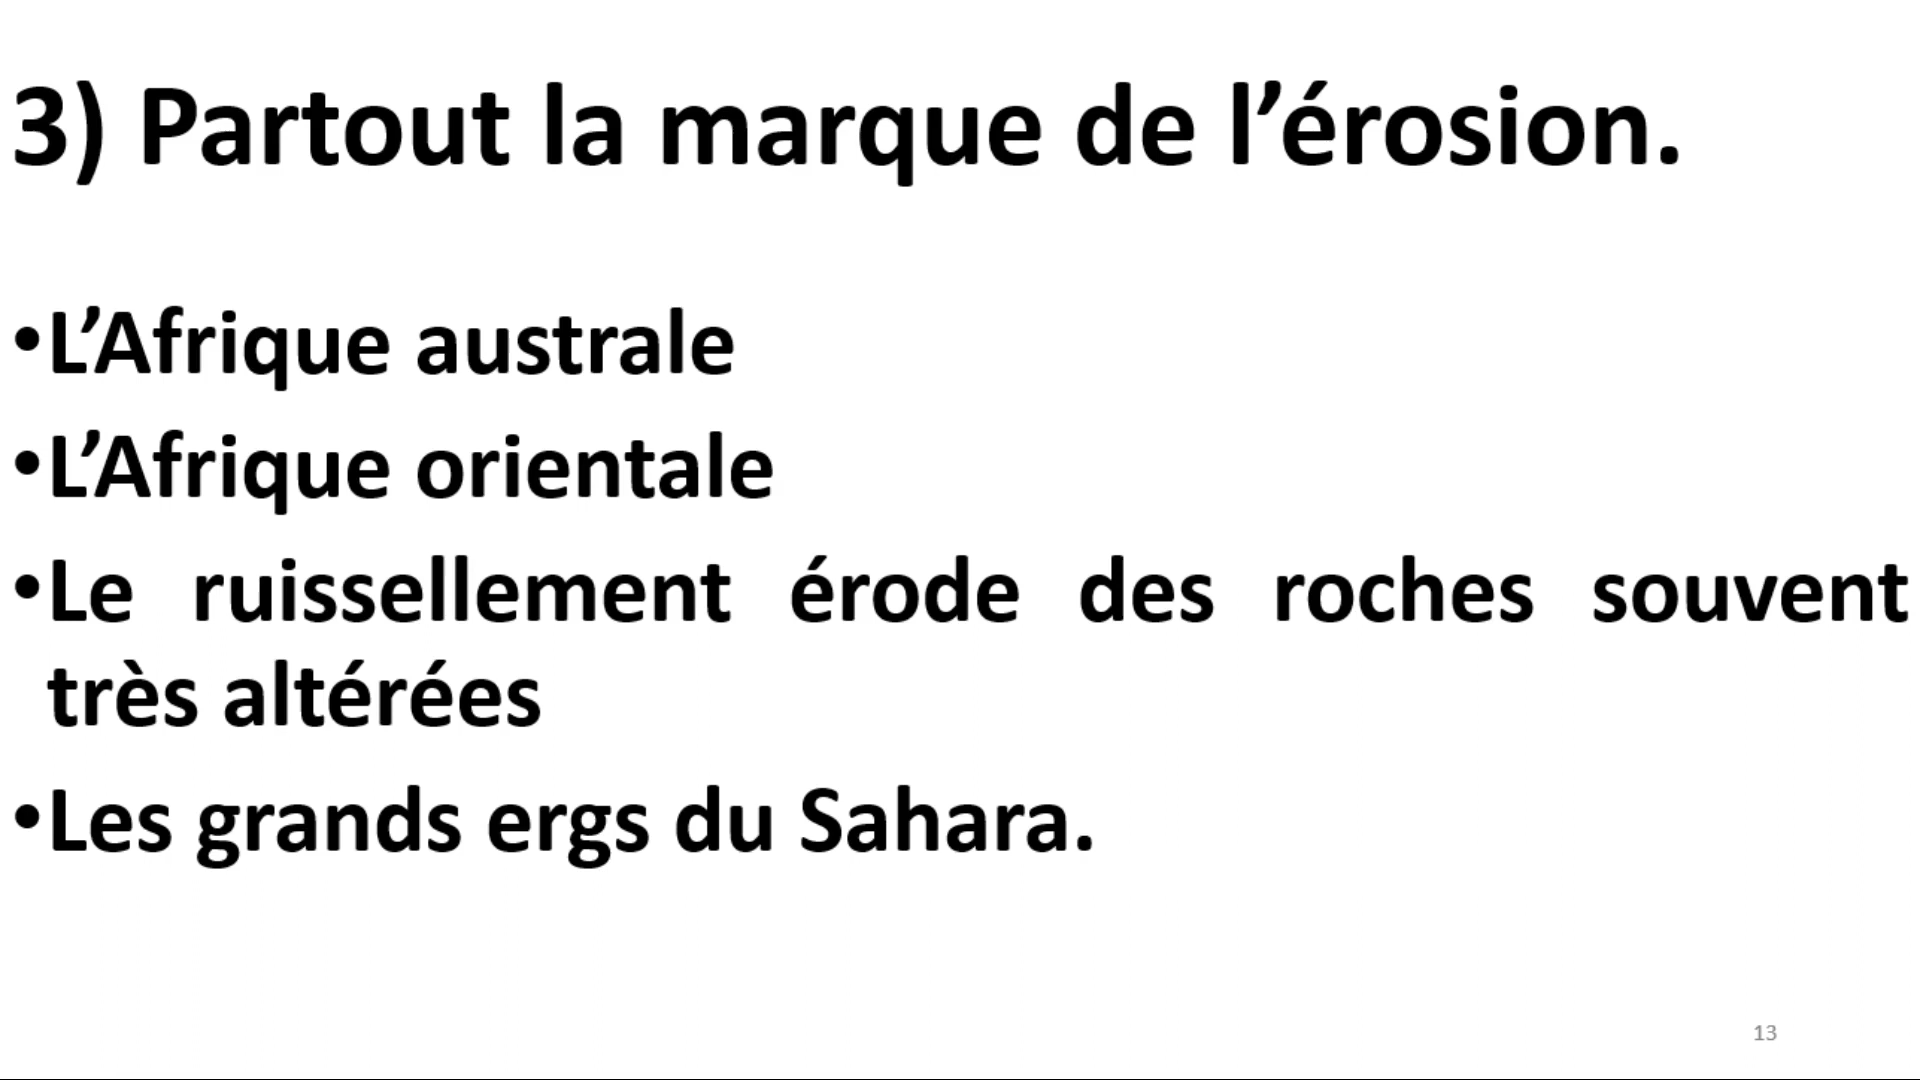 3) Partout la marque de l’érosion.
•L’Afrique australe
•L’Afrique orientale
•Le ruissellement érode des roches souvent
très altérées
•Les grands ergs du Sahara.
13